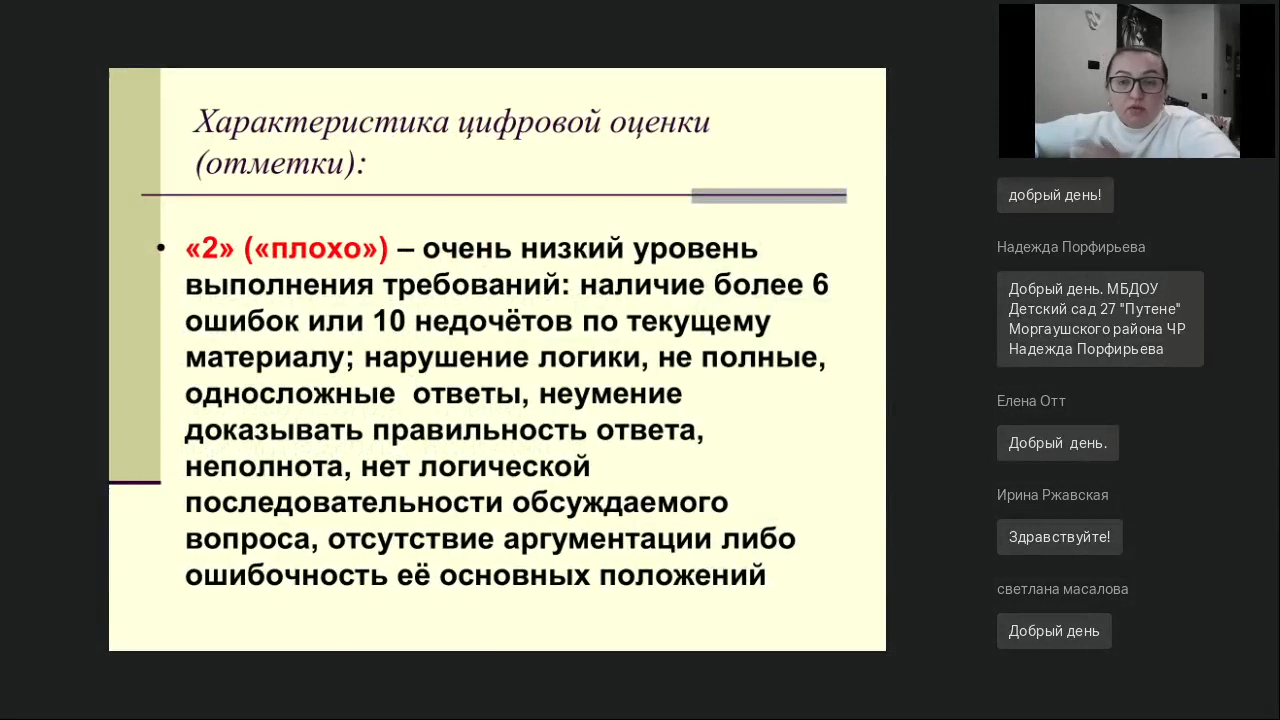 Характеристика цифровой оценки
(отметки):
• «2» («плохо») – очень низкий уровень
выполнения требований: наличие более 6
ошибок или 10 недочётов по текущему
материалу; нарушение логики, не полные,
односложные  ответы, неумение
доказывать правильность ответа,
неполнота, нет логической
последовательности обсуждаемого
вопроса, отсутствие аргументации либо
ошибочность её основных положений
добрый день!
Надежда Порфирьева
Добрый день. МБДОУ
Детский сад 27 "Путене"
Моргаушского района ЧР
Надежда Порфирьева
Елена Отт
Добрый  день.
Ирина Ржавская
Здравствуйте!
светлана масалова
Добрый день